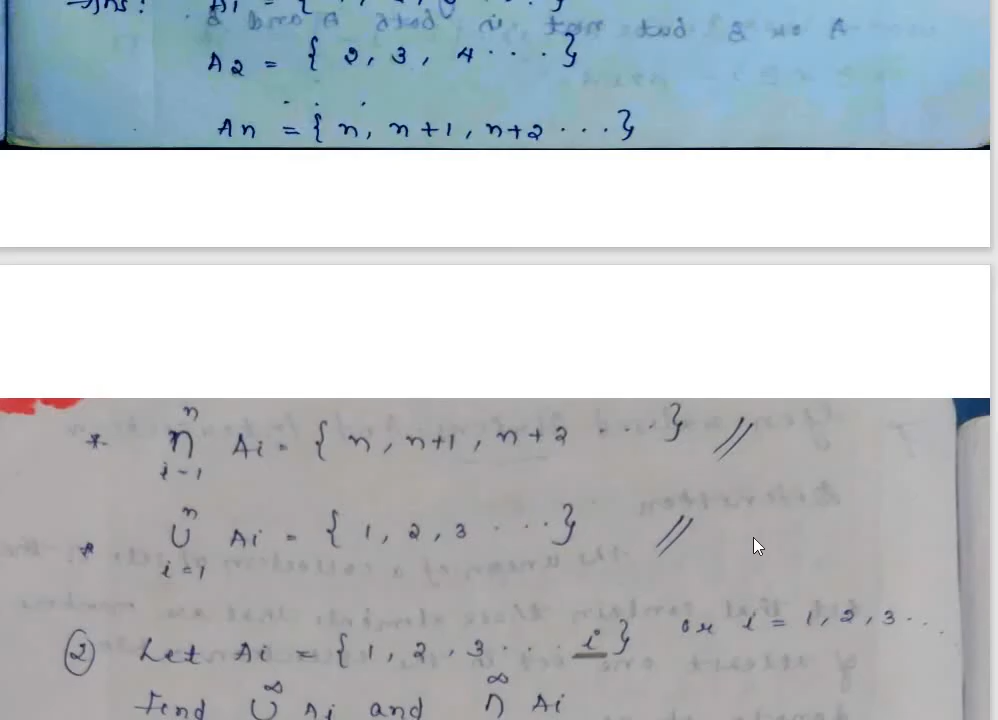 Ans:
A2 = { 2, 3, 4 . . . }
. . .
An = { n, n+1, n+2 . . . }
* n ∩ i=1 Ai = { n, n+1, n+2 . . . } //
* n ∪ i=1 Ai = { 1, 2, 3 . . . } //
② Let Ai = { 1, 2, 3 . . . i } i = 1, 2, 3 . . .
Find ∞ ∪ Ai and ∞ ∩ Ai